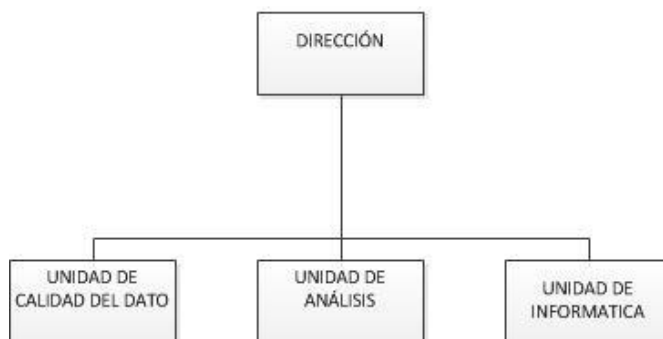 DIRECCIÓN
UNIDAD DE
CALIDAD DEL DATO
UNIDAD DE
ANÁLISIS
UNIDAD DE
INFORMATICA